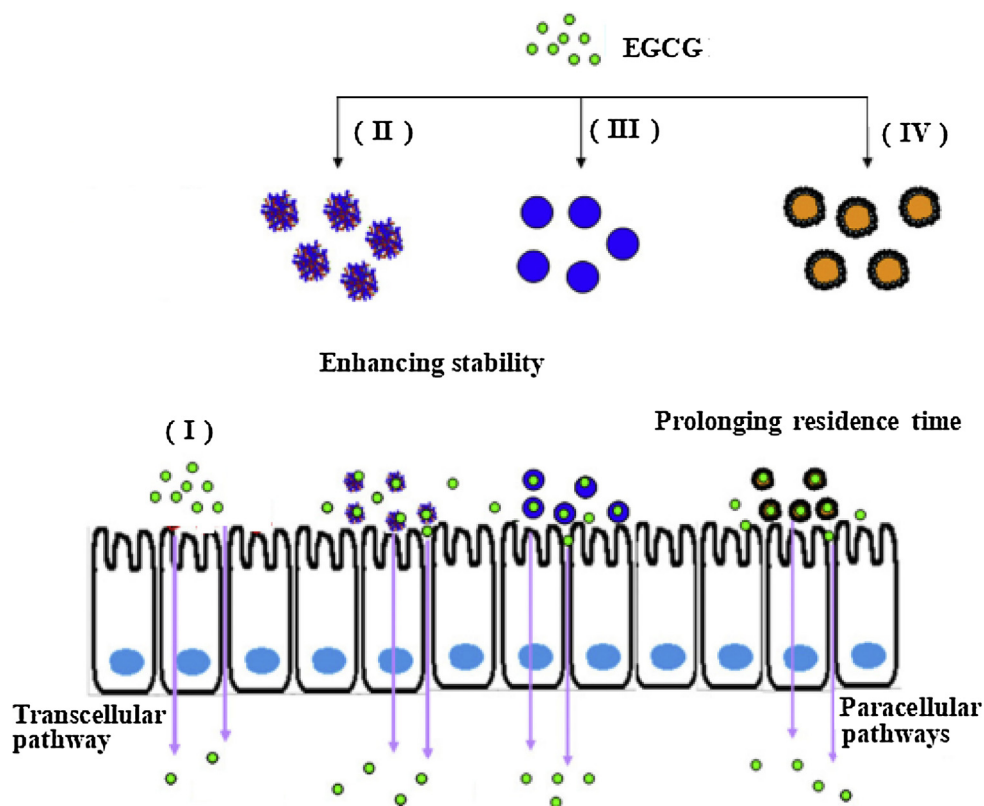 EGCG
( II )
( III )
( IV )
Enhancing stability
( I )
Prolonging residence time
Transcellular
pathway
Paracellular
pathways